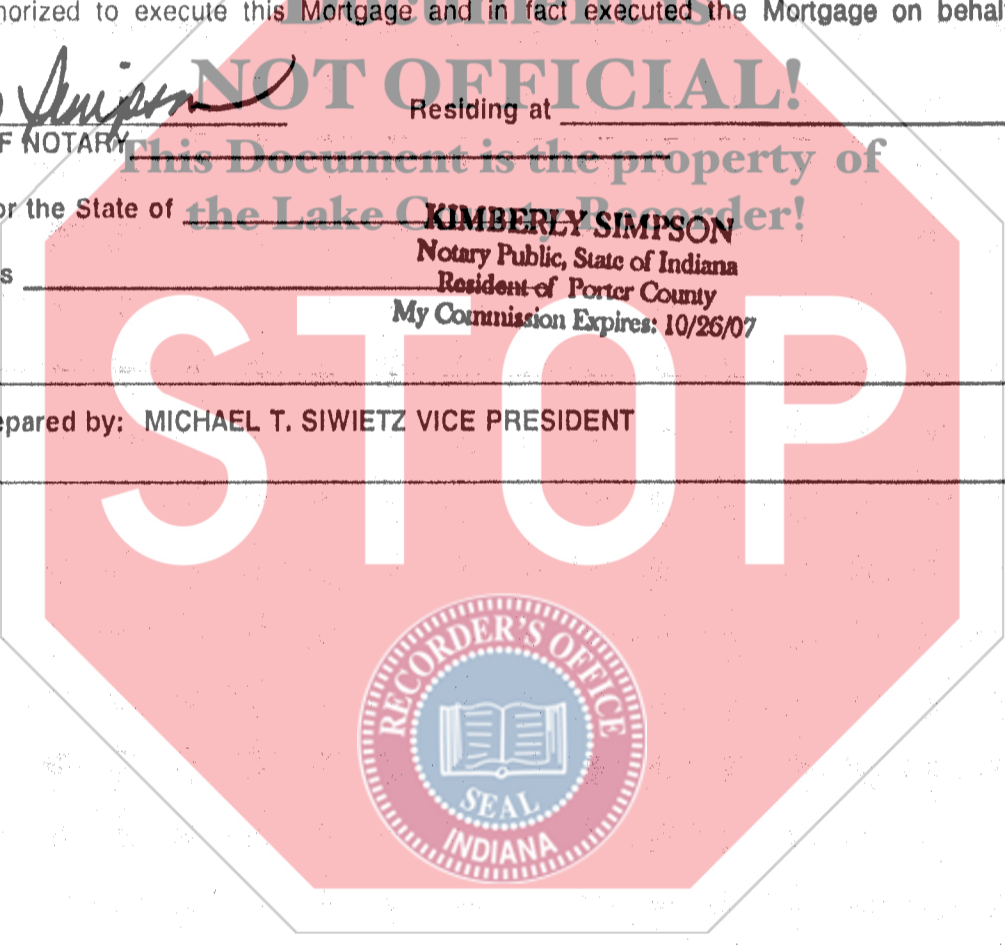 horized to execute this Mortgage and in fact executed the Mortgage on behal
NOT OFFICIAL!
Simpson
Residing at
F NOTARY
This Document is the property of
or the State of
the Lake County Recorder!
KIMBERLY SIMPSON
Notary Public, State of Indiana
s
Resident of Porter County
My Commission Expires: 10/26/07
STOP
epared by: MICHAEL T. SIWIETZ VICE PRESIDENT
RECORDER'S OFFICE
SEAL
INDIANA